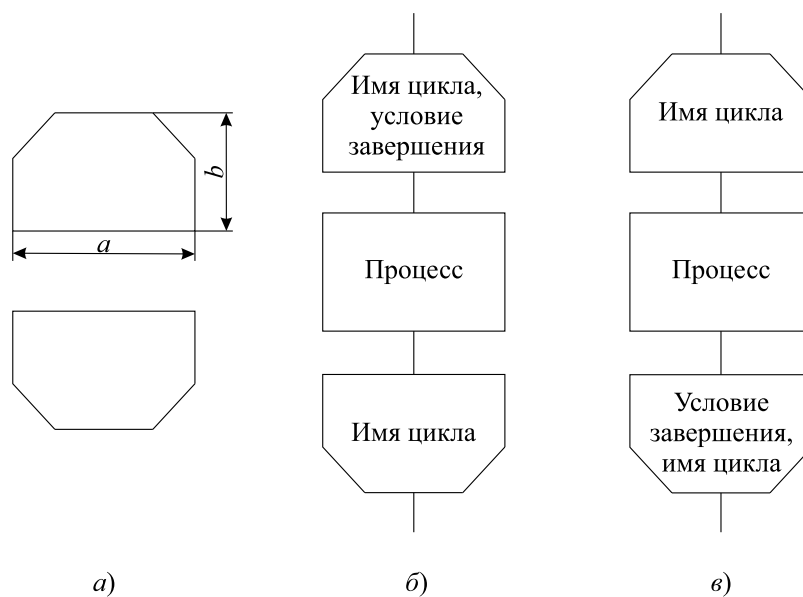 b
a
а)
Имя цикла,
условие
завершения
Процесс
Имя цикла
б)
Имя цикла
Процесс
Условие
завершения,
имя цикла
в)